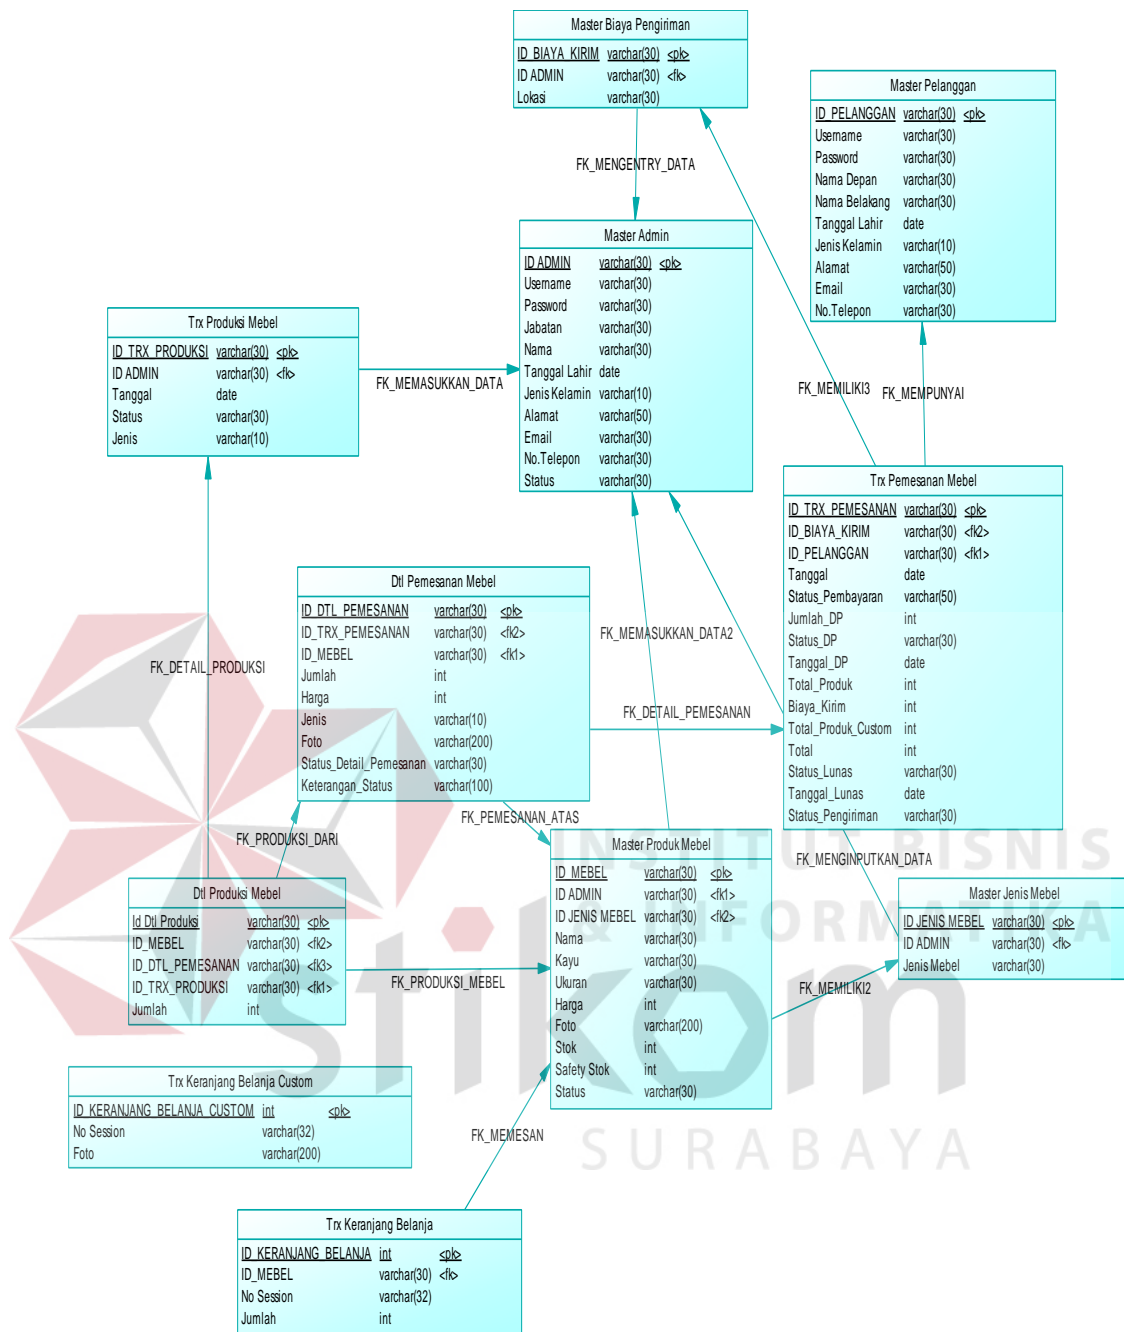 Master Biaya Pengiriman
ID_BIAYA_KIRIM varchar(30) <pk>
ID ADMIN varchar(30) <fk>
Lokasi varchar(30)
Master Pelanggan
ID_PELANGGAN varchar(30) <pk>
Username varchar(30)
Password varchar(30)
Nama Depan varchar(30)
Nama Belakang varchar(30)
Tanggal Lahir date
Jenis Kelamin varchar(10)
Alamat varchar(50)
Email varchar(30)
No.Telepon varchar(30)
FK_MENGENTRY_DATA
Master Admin
ID ADMIN varchar(30) <pk>
Username varchar(30)
Password varchar(30)
Jabatan varchar(30)
Nama varchar(30)
Tanggal Lahir date
Jenis Kelamin varchar(10)
Alamat varchar(50)
Email varchar(30)
No.Telepon varchar(30)
Status varchar(30)
Trx Produksi Mebel
ID_TRX_PRODUKSI varchar(30) <pk>
ID ADMIN varchar(30) <fk>
Tanggal date
Status varchar(30)
Jenis varchar(10)
FK_MEMASUKKAN_DATA
FK_MEMILIKI3
FK_MEMPUNYAI
Trx Pemesanan Mebel
ID_TRX_PEMESANAN varchar(30) <pk>
ID_BIAYA_KIRIM varchar(30) <fk2>
ID_PELANGGAN varchar(30) <fk1>
Tanggal date
Status_Pembayaran varchar(50)
Jumlah_DP int
Status_DP varchar(30)
Tanggal_DP date
Total_Produk int
Biaya_Kirim int
Total_Produk_Custom int
Total int
Status_Lunas varchar(30)
Tanggal_Lunas date
Status_Pengiriman varchar(30)
Dtl Pemesanan Mebel
ID_DTL_PEMESANAN varchar(30) <pk>
ID_TRX_PEMESANAN varchar(30) <fk2>
ID_MEBEL varchar(30) <fk1>
Jumlah int
Harga int
Jenis varchar(10)
Foto varchar(200)
Status_Detail_Pemesanan varchar(30)
Keterangan_Status varchar(100)
FK_MEMASUKKAN_DATA2
FK_DETAIL_PRODUKSI
FK_DETAIL_PEMESANAN
FK_PEMESANAN_ATAS
FK_PRODUKSI_DARI
INSTITUT BISNIS
& INFORMATIKA
stikom
SURABAYA
Master Produk Mebel
ID_MEBEL varchar(30) <pk>
ID ADMIN varchar(30) <fk1>
ID JENIS MEBEL varchar(30) <fk2>
Nama varchar(30)
Kayu varchar(30)
Ukuran varchar(30)
Harga int
Foto varchar(200)
Stok int
Safety Stok int
Status varchar(30)
FK_MENGINPUTKAN_DATA
Master Jenis Mebel
ID JENIS MEBEL varchar(30) <pk>
ID ADMIN varchar(30) <fk>
Jenis Mebel varchar(30)
Dtl Produksi Mebel
Id Dtl Produksi varchar(30) <pk>
ID_MEBEL varchar(30) <fk2>
ID_DTL_PEMESANAN varchar(30) <fk3>
ID_TRX_PRODUKSI varchar(30) <fk1>
Jumlah int
FK_PRODUKSI_MEBEL
FK_MEMILIKI2
Trx Keranjang Belanja Custom
ID_KERANJANG_BELANJA_CUSTOM int <pk>
No Session varchar(32)
Foto varchar(200)
FK_MEMESAN
Trx Keranjang Belanja
ID_KERANJANG_BELANJA int <pk>
ID_MEBEL varchar(30) <fk>
No Session varchar(32)
Jumlah int